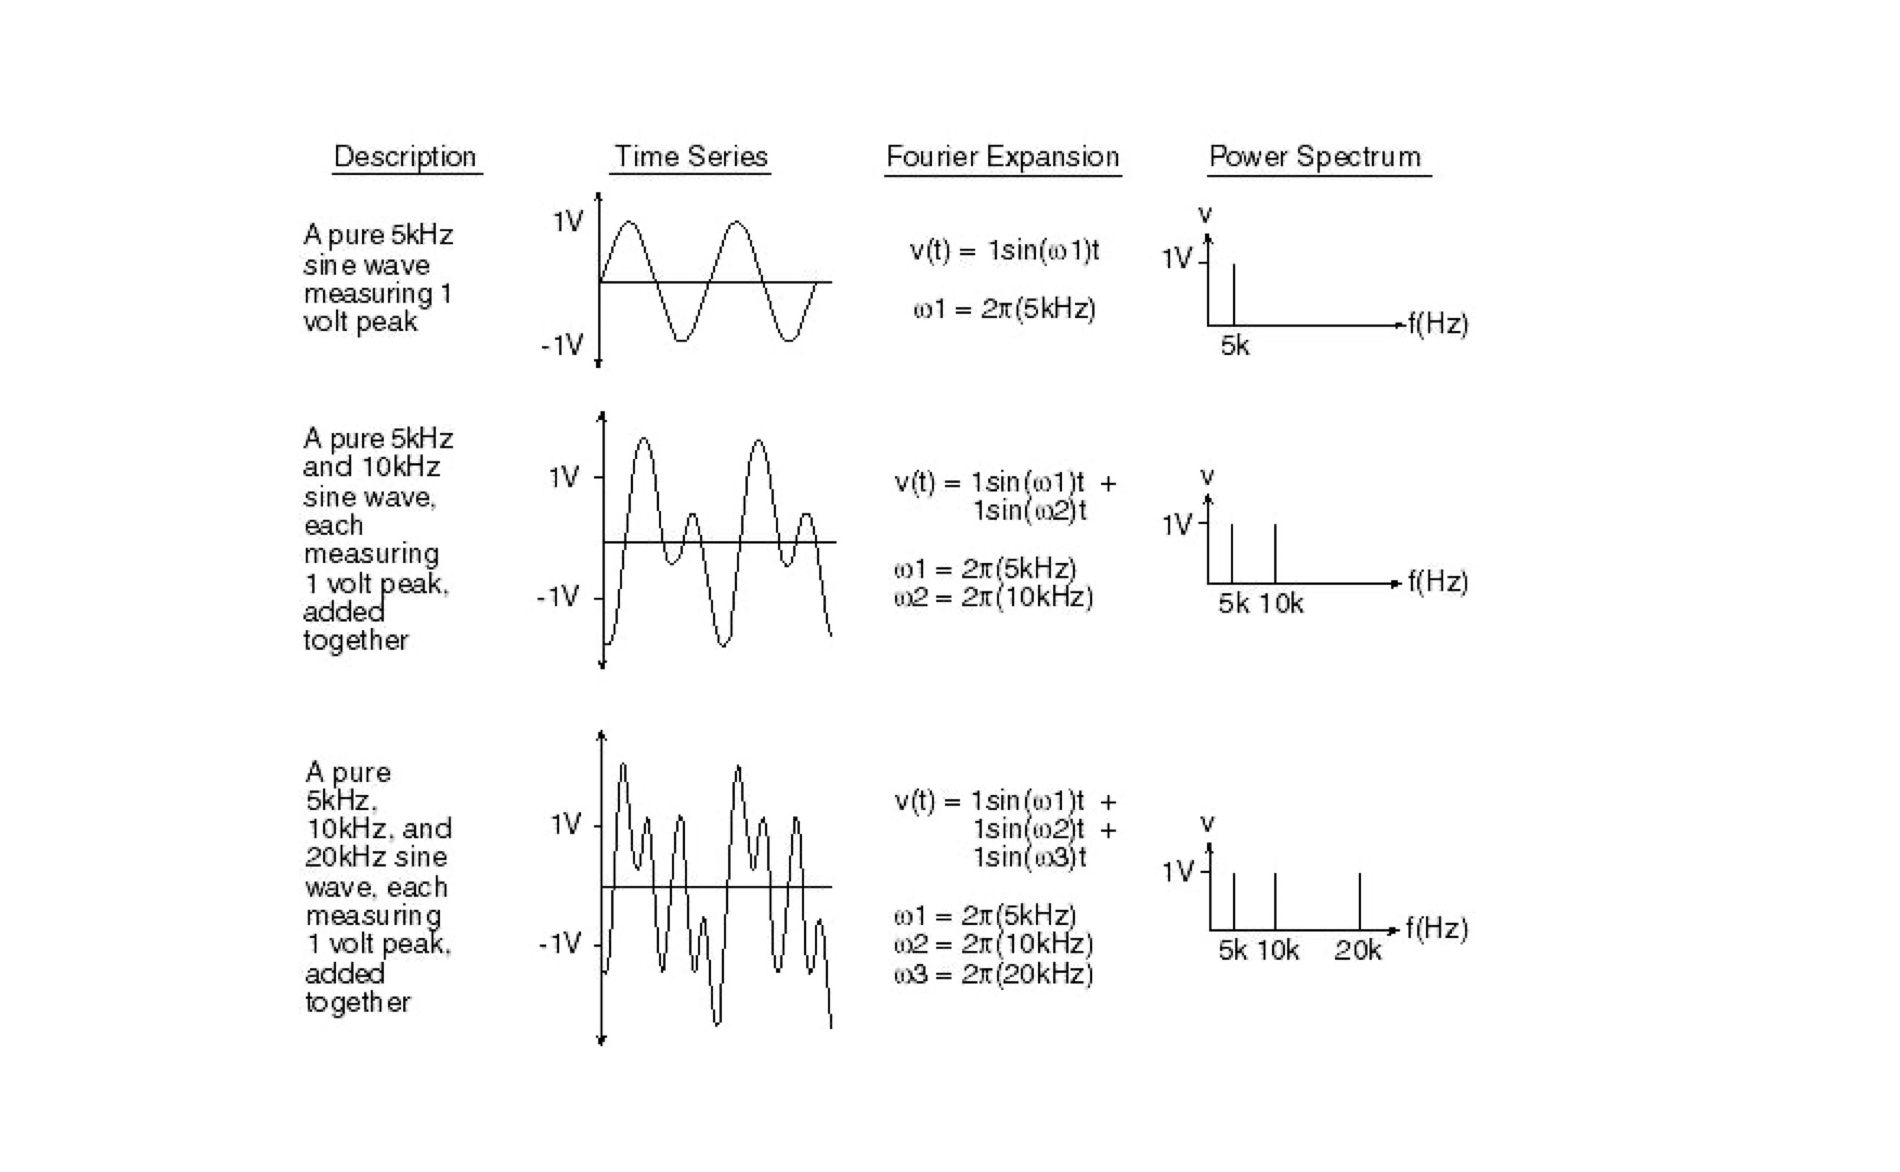 Description
Time Series
Fourier Expansion
Power Spectrum
A pure 5kHz
sine wave
measuring 1
volt peak
1V
-1V
v(t) = 1sin(ω1)t
ω1 = 2π(5kHz)
v
1V
f(Hz)
5k
A pure 5kHz
and 10kHz
sine wave,
each
measuring
1 volt peak,
added
together
1V
-1V
v(t) = 1sin(ω1)t +
1sin(ω2)t
ω1 = 2π(5kHz)
ω2 = 2π(10kHz)
v
1V
f(Hz)
5k 10k
A pure
5kHz,
10kHz, and
20kHz sine
wave, each
measuring
1 volt peak,
added
together
1V
-1V
v(t) = 1sin(ω1)t +
1sin(ω2)t +
1sin(ω3)t
ω1 = 2π(5kHz)
ω2 = 2π(10kHz)
ω3 = 2π(20kHz)
v
1V
f(Hz)
5k 10k 20k